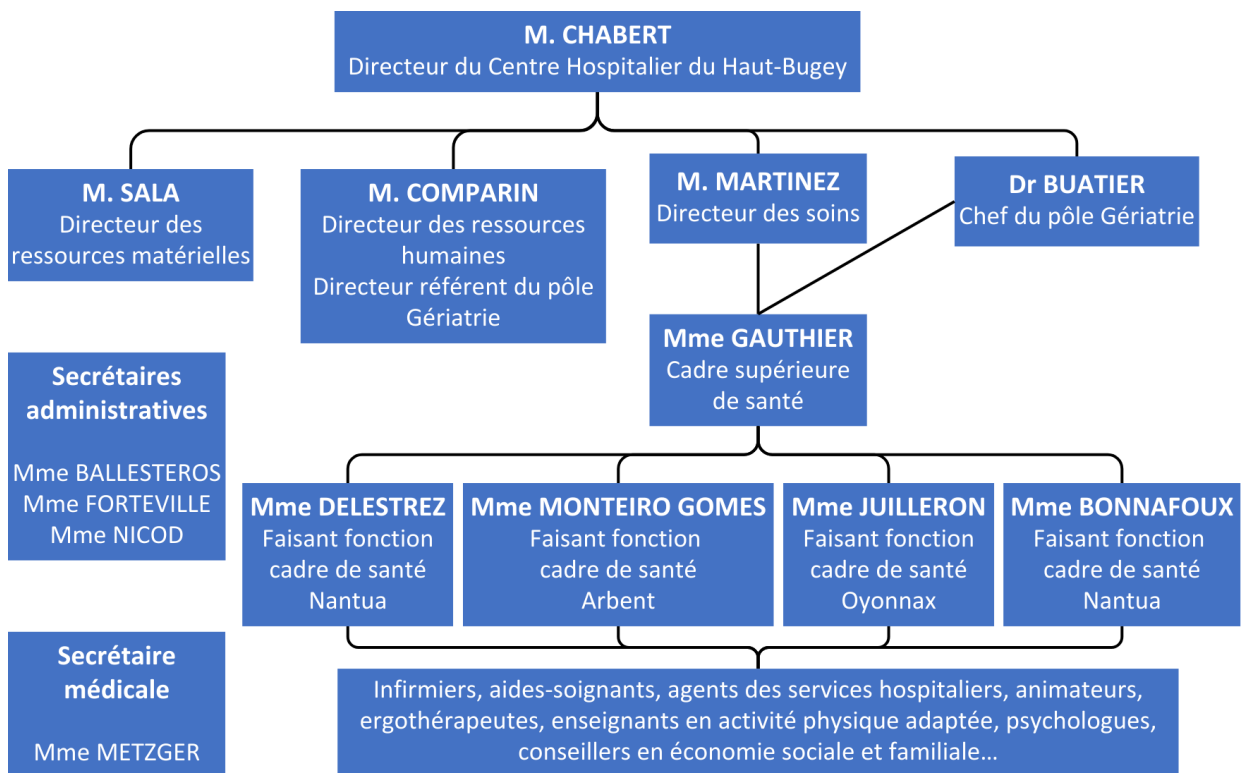 M. CHABERT
Directeur du Centre Hospitalier du Haut-Bugey
M. SALA
Directeur des
ressources matérielles
M. COMPARIN
Directeur des ressources
humaines
Directeur référent du pôle
Gériatrie
M. MARTINEZ
Directeur des soins
Dr BUATIER
Chef du pôle Gériatrie
Mme GAUTHIER
Cadre supérieure
de santé
Secrétaires
administratives
Mme BALLESTEROS
Mme FORTEVILLE
Mme NICOD
Mme DELESTREZ
Faisant fonction
cadre de santé
Nantua
Mme MONTEIRO GOMES
Faisant fonction
cadre de santé
Arbent
Mme JUILLERON
Faisant fonction
cadre de santé
Oyonnax
Mme BONNAFOUX
Faisant fonction
cadre de santé
Nantua
Secrétaire
médicale
Mme METZGER
Infirmiers, aides-soignants, agents des services hospitaliers, animateurs,
ergothérapeutes, enseignants en activité physique adaptée, psychologues,
conseillers en économie sociale et familiale…